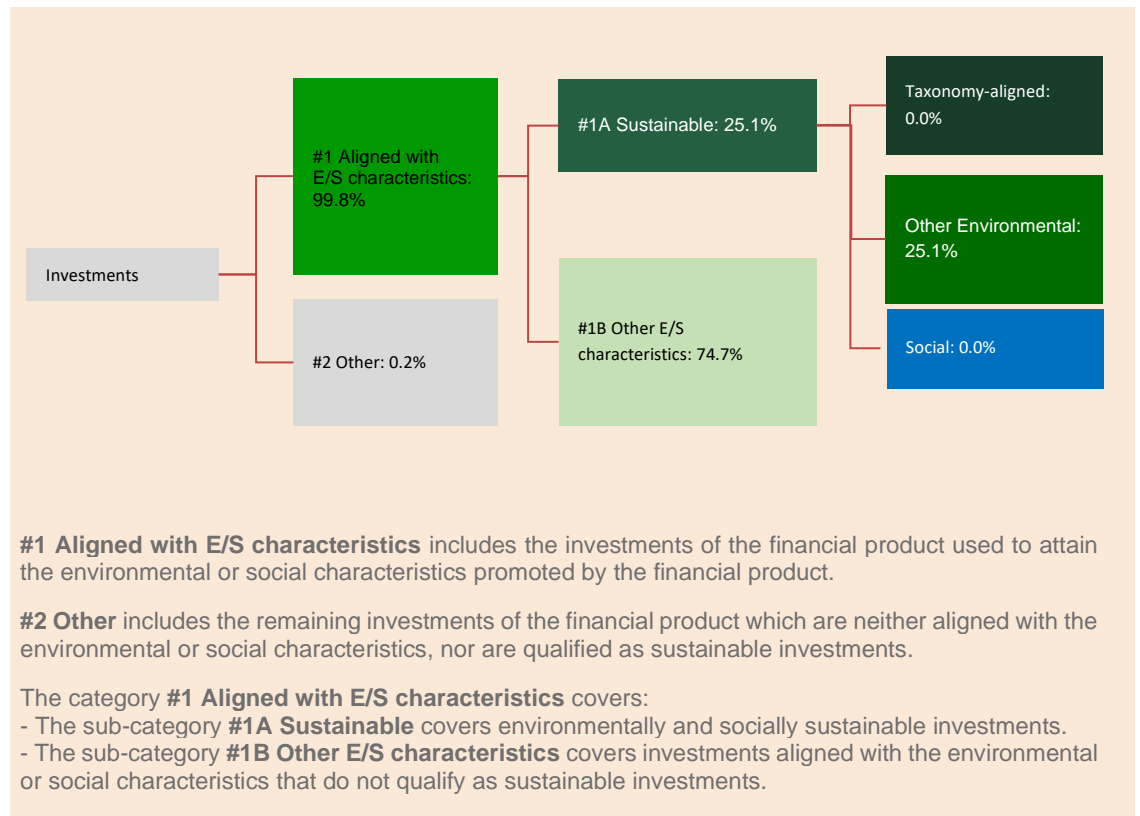 Investments
#1 Aligned with
E/S characteristics:
99.8%
#2 Other: 0.2%
#1A Sustainable: 25.1%
#1B Other E/S
characteristics: 74.7%
Taxonomy-aligned:
0.0%
Other Environmental:
25.1%
Social: 0.0%
#1 Aligned with E/S characteristics includes the investments of the financial product used to attain
the environmental or social characteristics promoted by the financial product.
#2 Other includes the remaining investments of the financial product which are neither aligned with the
environmental or social characteristics, nor are qualified as sustainable investments.
The category #1 Aligned with E/S characteristics covers:
- The sub-category #1A Sustainable covers environmentally and socially sustainable investments.
- The sub-category #1B Other E/S characteristics covers investments aligned with the environmental
or social characteristics that do not qualify as sustainable investments.